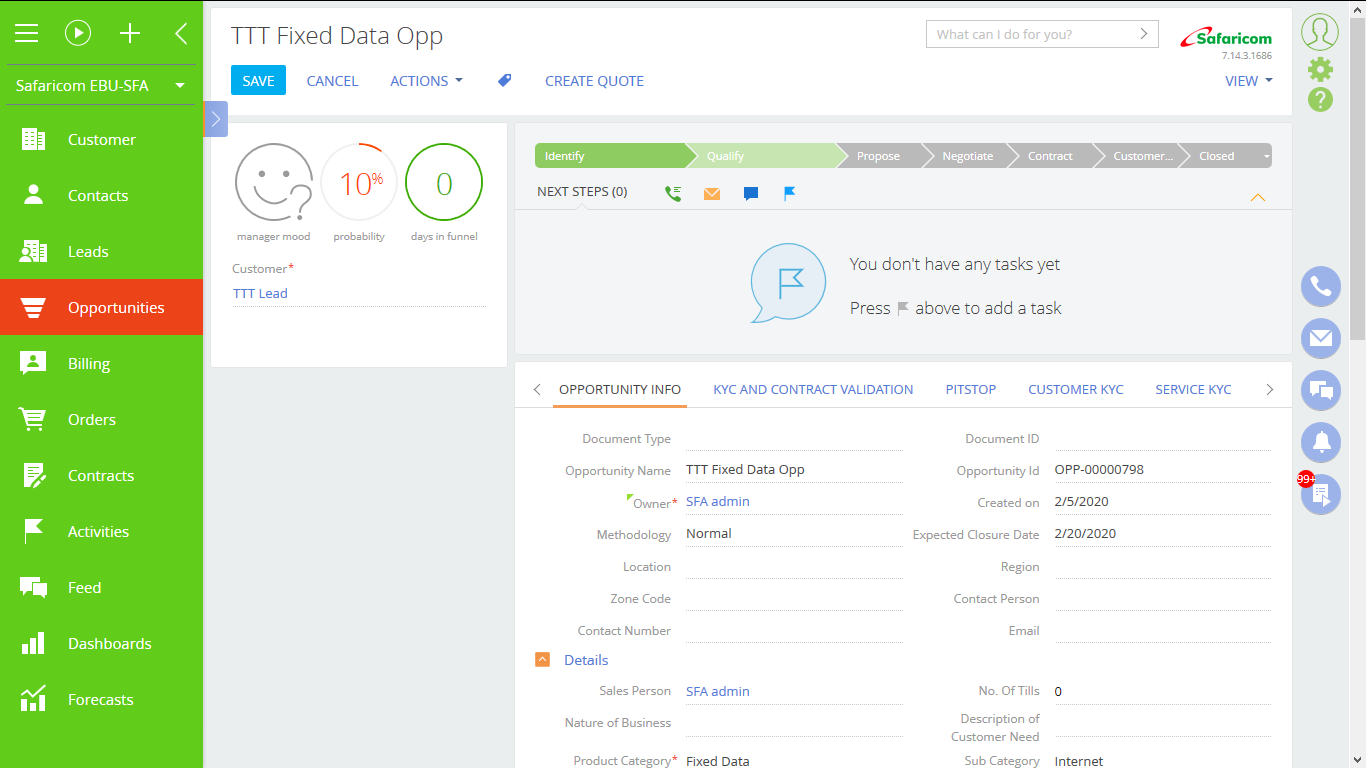 TTT Fixed Data Opp
What can I do for you?
Safaricom
7.14.3.1686
SAVE CANCEL ACTIONS CREATE QUOTE VIEW
Safaricom EBU-SFA
Customer
Contacts
Leads
Opportunities
Billing
Orders
Contracts
Activities
Feed
Dashboards
Forecasts
10% 0
manager mood probability days in funnel
Customer*
TTT Lead
Identify Qualify Propose Negotiate Contract Customer... Closed
NEXT STEPS (0)
You don't have any tasks yet
Press above to add a task
OPPORTUNITY INFO KYC AND CONTRACT VALIDATION PITSTOP CUSTOMER KYC SERVICE KYC
Document Type Document ID
Opportunity Name TTT Fixed Data Opp Opportunity Id OPP-00000798
Owner* SFA admin Created on 2/5/2020
Methodology Normal Expected Closure Date 2/20/2020
Location Region
Zone Code Contact Person
Contact Number Email
Details
Sales Person SFA admin No. Of Tills 0
Nature of Business Description of
Customer Need
Product Category* Fixed Data Sub Category Internet
?
99+